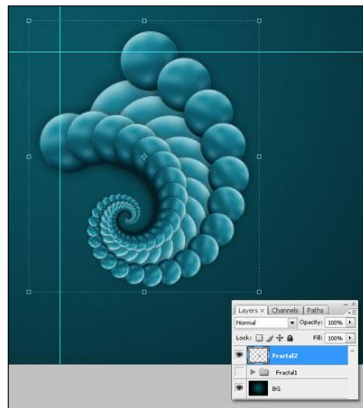 Layers × Channels Paths
Normal Opacity: 100%
Lock: Fill: 100%
Fractal2
Fractal1
BG